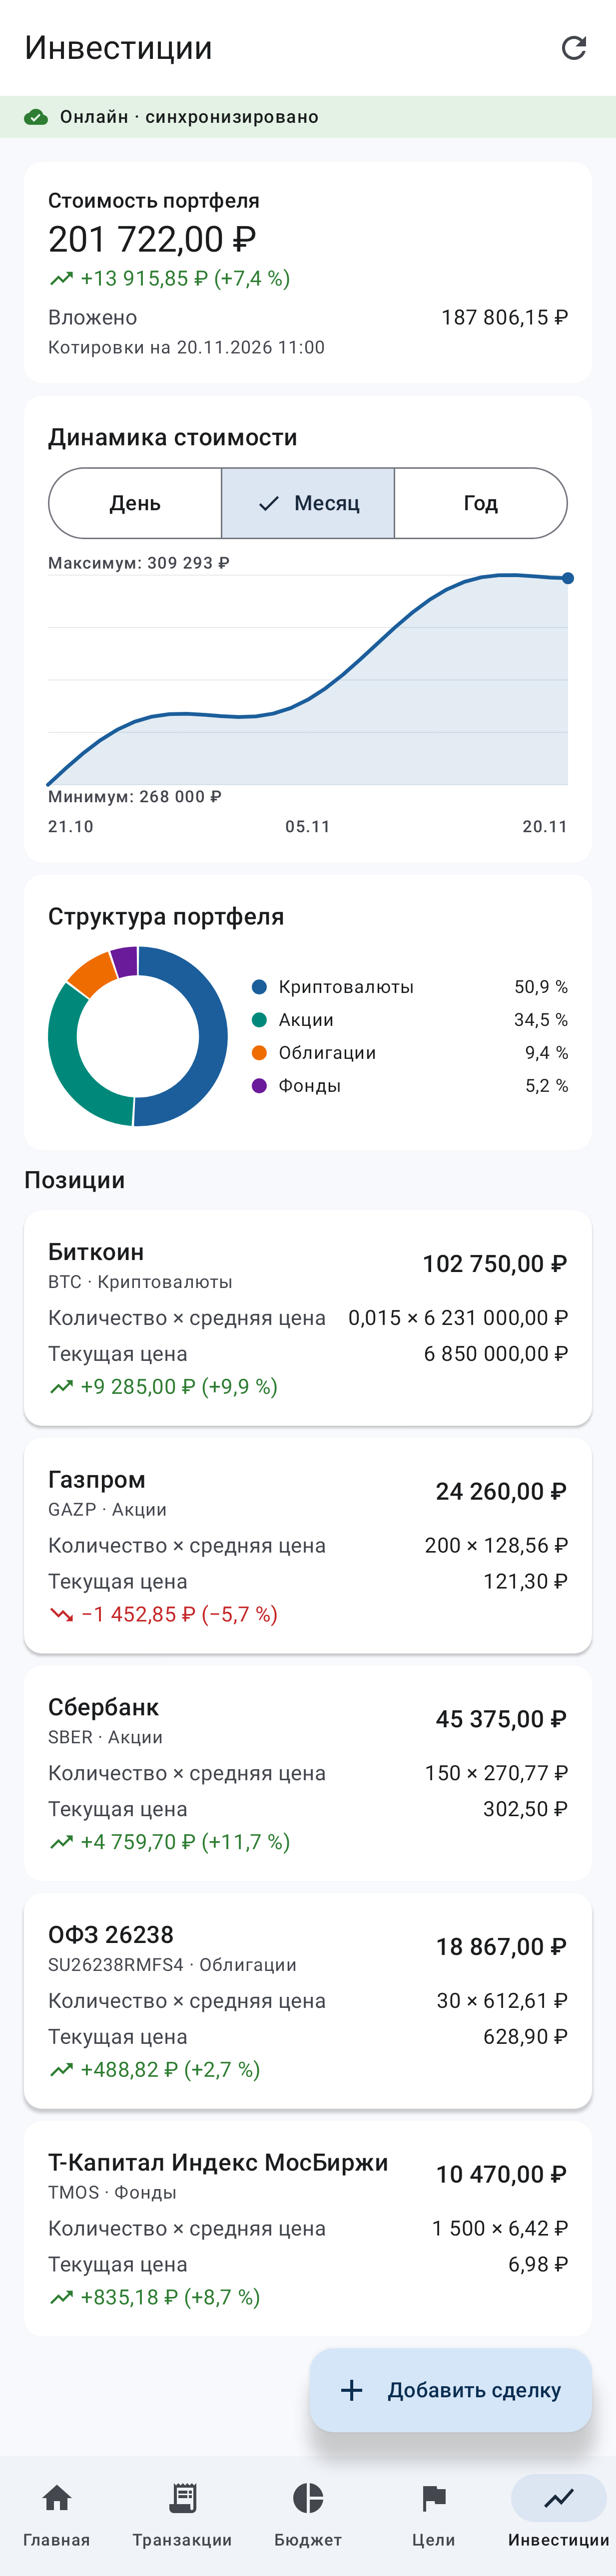 Инвестиции
Онлайн · синхронизировано
Стоимость портфеля
201 722,00 ₽
+13 915,85 ₽ (+7,4 %)
Вложено 187 806,15 ₽
Котировки на 20.11.2026 11:00
Динамика стоимости
День Месяц Год
Максимум: 309 293 ₽
Минимум: 268 000 ₽
21.10 05.11 20.11
Структура портфеля
Криптовалюты 50,9 %
Акции 34,5 %
Облигации 9,4 %
Фонды 5,2 %
Позиции
Биткоин 102 750,00 ₽
BTC · Криптовалюты
Количество × средняя цена 0,015 × 6 231 000,00 ₽
Текущая цена 6 850 000,00 ₽
+9 285,00 ₽ (+9,9 %)
Газпром 24 260,00 ₽
GAZP · Акции
Количество × средняя цена 200 × 128,56 ₽
Текущая цена 121,30 ₽
−1 452,85 ₽ (−5,7 %)
Сбербанк 45 375,00 ₽
SBER · Акции
Количество × средняя цена 150 × 270,77 ₽
Текущая цена 302,50 ₽
+4 759,70 ₽ (+11,7 %)
ОФЗ 26238 18 867,00 ₽
SU26238RMFS4 · Облигации
Количество × средняя цена 30 × 612,61 ₽
Текущая цена 628,90 ₽
+488,82 ₽ (+2,7 %)
Т-Капитал Индекс МосБиржи 10 470,00 ₽
TMOS · Фонды
Количество × средняя цена 1 500 × 6,42 ₽
Текущая цена 6,98 ₽
+835,18 ₽ (+8,7 %)
Добавить сделку
Главная Транзакции Бюджет Цели Инвестиции